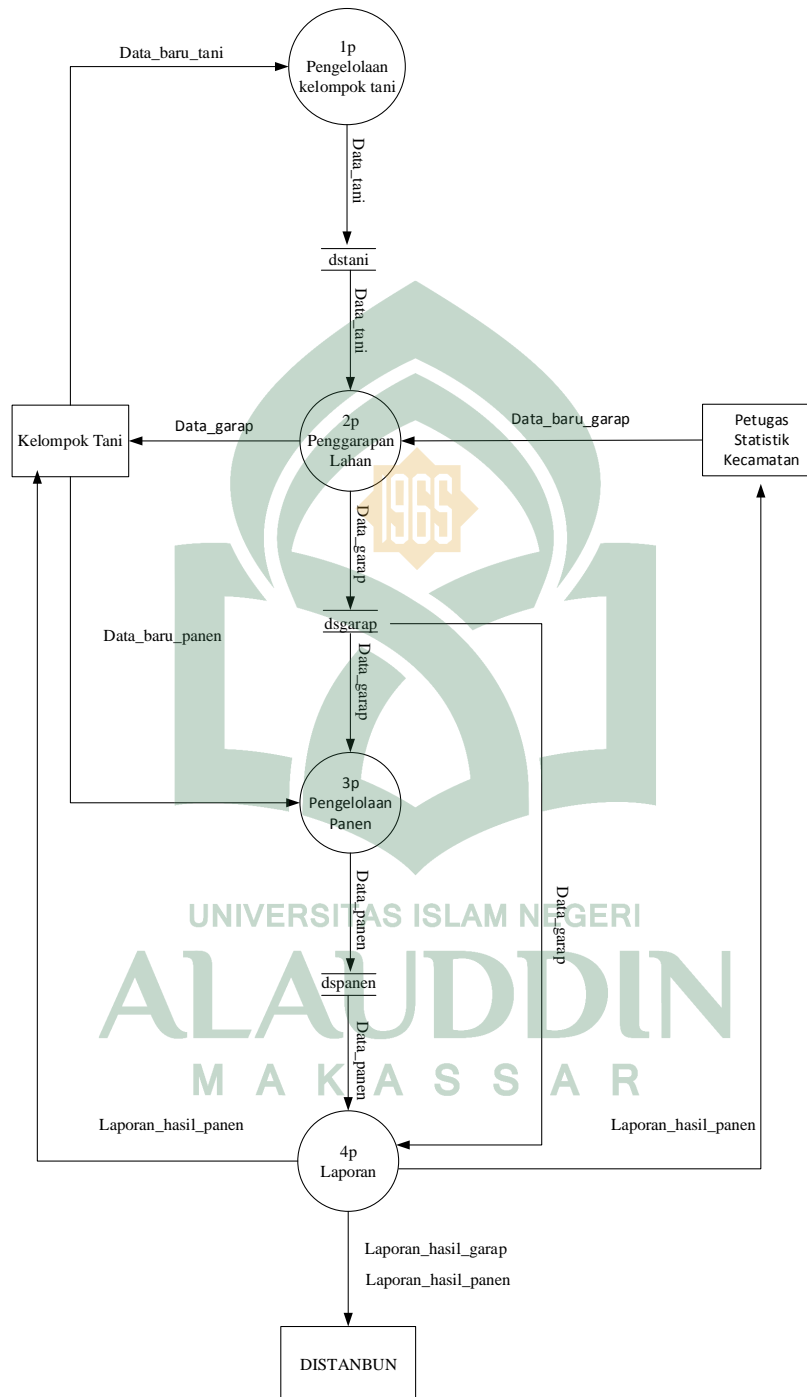 1p
Pengelolaan
kelompok tani
Data_baru_tani
Data_tani
dstani
Data_tani
Kelompok Tani
Data_garap
2p
Penggarapan
Lahan
Data_baru_garap
Petugas
Statistik
Kecamatan
1965
Data_garap
dsgarap
Data_baru_panen
Data_garap
3p
Pengelolaan
Panen
Data_panen
Data_garap
UNIVERSITAS ISLAM NEGERI
ALAUDDIN
MAKASSAR
dspanen
Data_panen
Laporan_hasil_panen
Laporan_hasil_panen
4p
Laporan
Laporan_hasil_garap
Laporan_hasil_panen
DISTANBUN